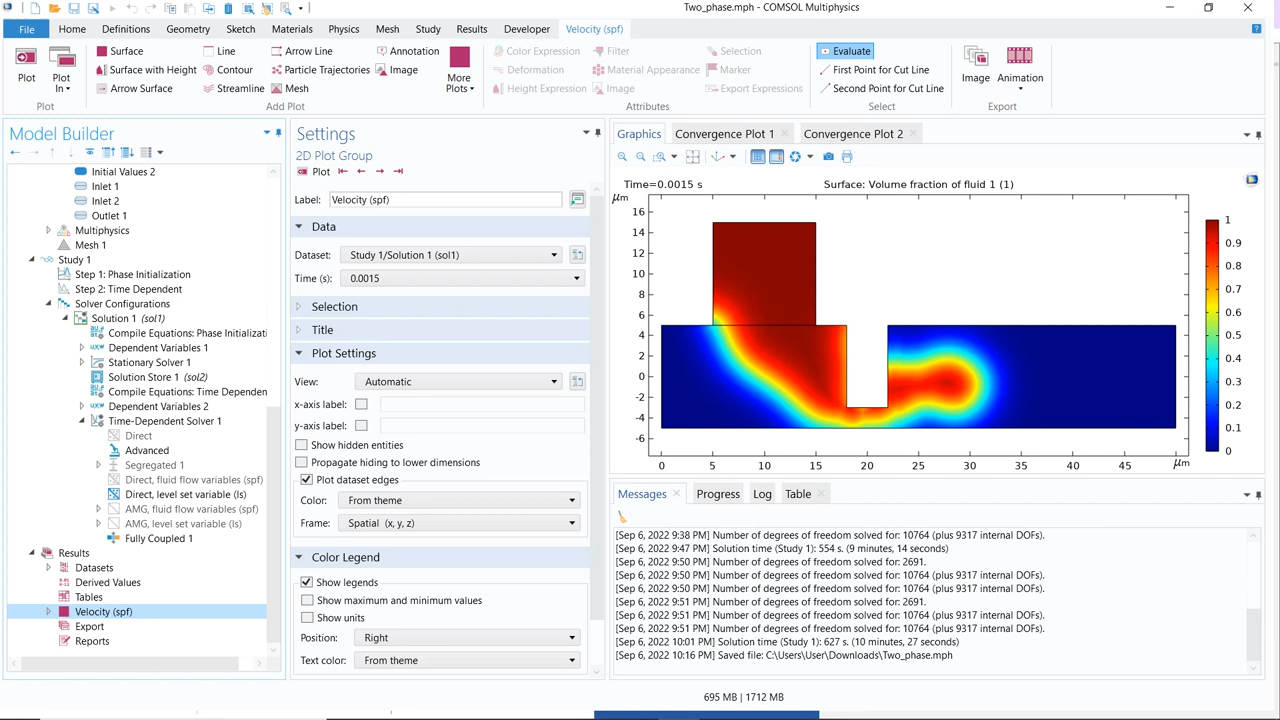 Two_phase.mph - COMSOL Multiphysics
File Home Definitions Geometry Sketch Materials Physics Mesh Study Results Developer Velocity (spf)
Plot
Plot In
Surface
Surface with Height
Arrow Surface
Line
Contour
Streamline
Arrow Line
Particle Trajectories
Mesh
Annotation
Image
More Plots
Color Expression
Deformation
Height Expression
Filter
Material Appearance
Image
Selection
Marker
Export Expressions
Evaluate
First Point for Cut Line
Second Point for Cut Line
Image
Animation
Plot Add Plot Attributes Select Export
Model Builder
Initial Values 2
Inlet 1
Inlet 2
Outlet 1
Multiphysics
Mesh 1
Study 1
Step 1: Phase Initialization
Step 2: Time Dependent
Solver Configurations
Solution 1 (sol1)
Compile Equations: Phase Initializati
Dependent Variables 1
Stationary Solver 1
Solution Store 1 (sol2)
Compile Equations: Time Dependen
Dependent Variables 2
Time-Dependent Solver 1
Direct
Advanced
Segregated 1
Direct, fluid flow variables (spf)
Direct, level set variable (ls)
AMG, fluid flow variables (spf)
AMG, level set variable (ls)
Fully Coupled 1
Results
Datasets
Derived Values
Tables
Velocity (spf)
Export
Reports
Settings
2D Plot Group
Plot
Label: Velocity (spf)
Data
Dataset: Study 1/Solution 1 (sol1)
Time (s): 0.0015
Selection
Title
Plot Settings
View: Automatic
x-axis label:
y-axis label:
Show hidden entities
Propagate hiding to lower dimensions
Plot dataset edges
Color: From theme
Frame: Spatial (x, y, z)
Color Legend
Show legends
Show maximum and minimum values
Show units
Position: Right
Text color: From theme
Graphics Convergence Plot 1 Convergence Plot 2
Time=0.0015 s Surface: Volume fraction of fluid 1 (1)
μm
16
14
12
10
8
6
4
2
0
-2
-4
-6
0 5 10 15 20 25 30 35 40 45 μm
1
0.9
0.8
0.7
0.6
0.5
0.4
0.3
0.2
0.1
0
Messages Progress Log Table
[Sep 6, 2022 9:38 PM] Number of degrees of freedom solved for: 10764 (plus 9317 internal DOFs).
[Sep 6, 2022 9:47 PM] Solution time (Study 1): 554 s. (9 minutes, 14 seconds)
[Sep 6, 2022 9:50 PM] Number of degrees of freedom solved for: 2691.
[Sep 6, 2022 9:50 PM] Number of degrees of freedom solved for: 10764 (plus 9317 internal DOFs).
[Sep 6, 2022 9:50 PM] Number of degrees of freedom solved for: 10764 (plus 9317 internal DOFs).
[Sep 6, 2022 9:51 PM] Number of degrees of freedom solved for: 2691.
[Sep 6, 2022 9:51 PM] Number of degrees of freedom solved for: 10764 (plus 9317 internal DOFs).
[Sep 6, 2022 9:51 PM] Number of degrees of freedom solved for: 10764 (plus 9317 internal DOFs).
[Sep 6, 2022 10:01 PM] Solution time (Study 1): 627 s. (10 minutes, 27 seconds)
[Sep 6, 2022 10:16 PM] Saved file: C:\Users\User\Downloads\Two_phase.mph
695 MB | 1712 MB